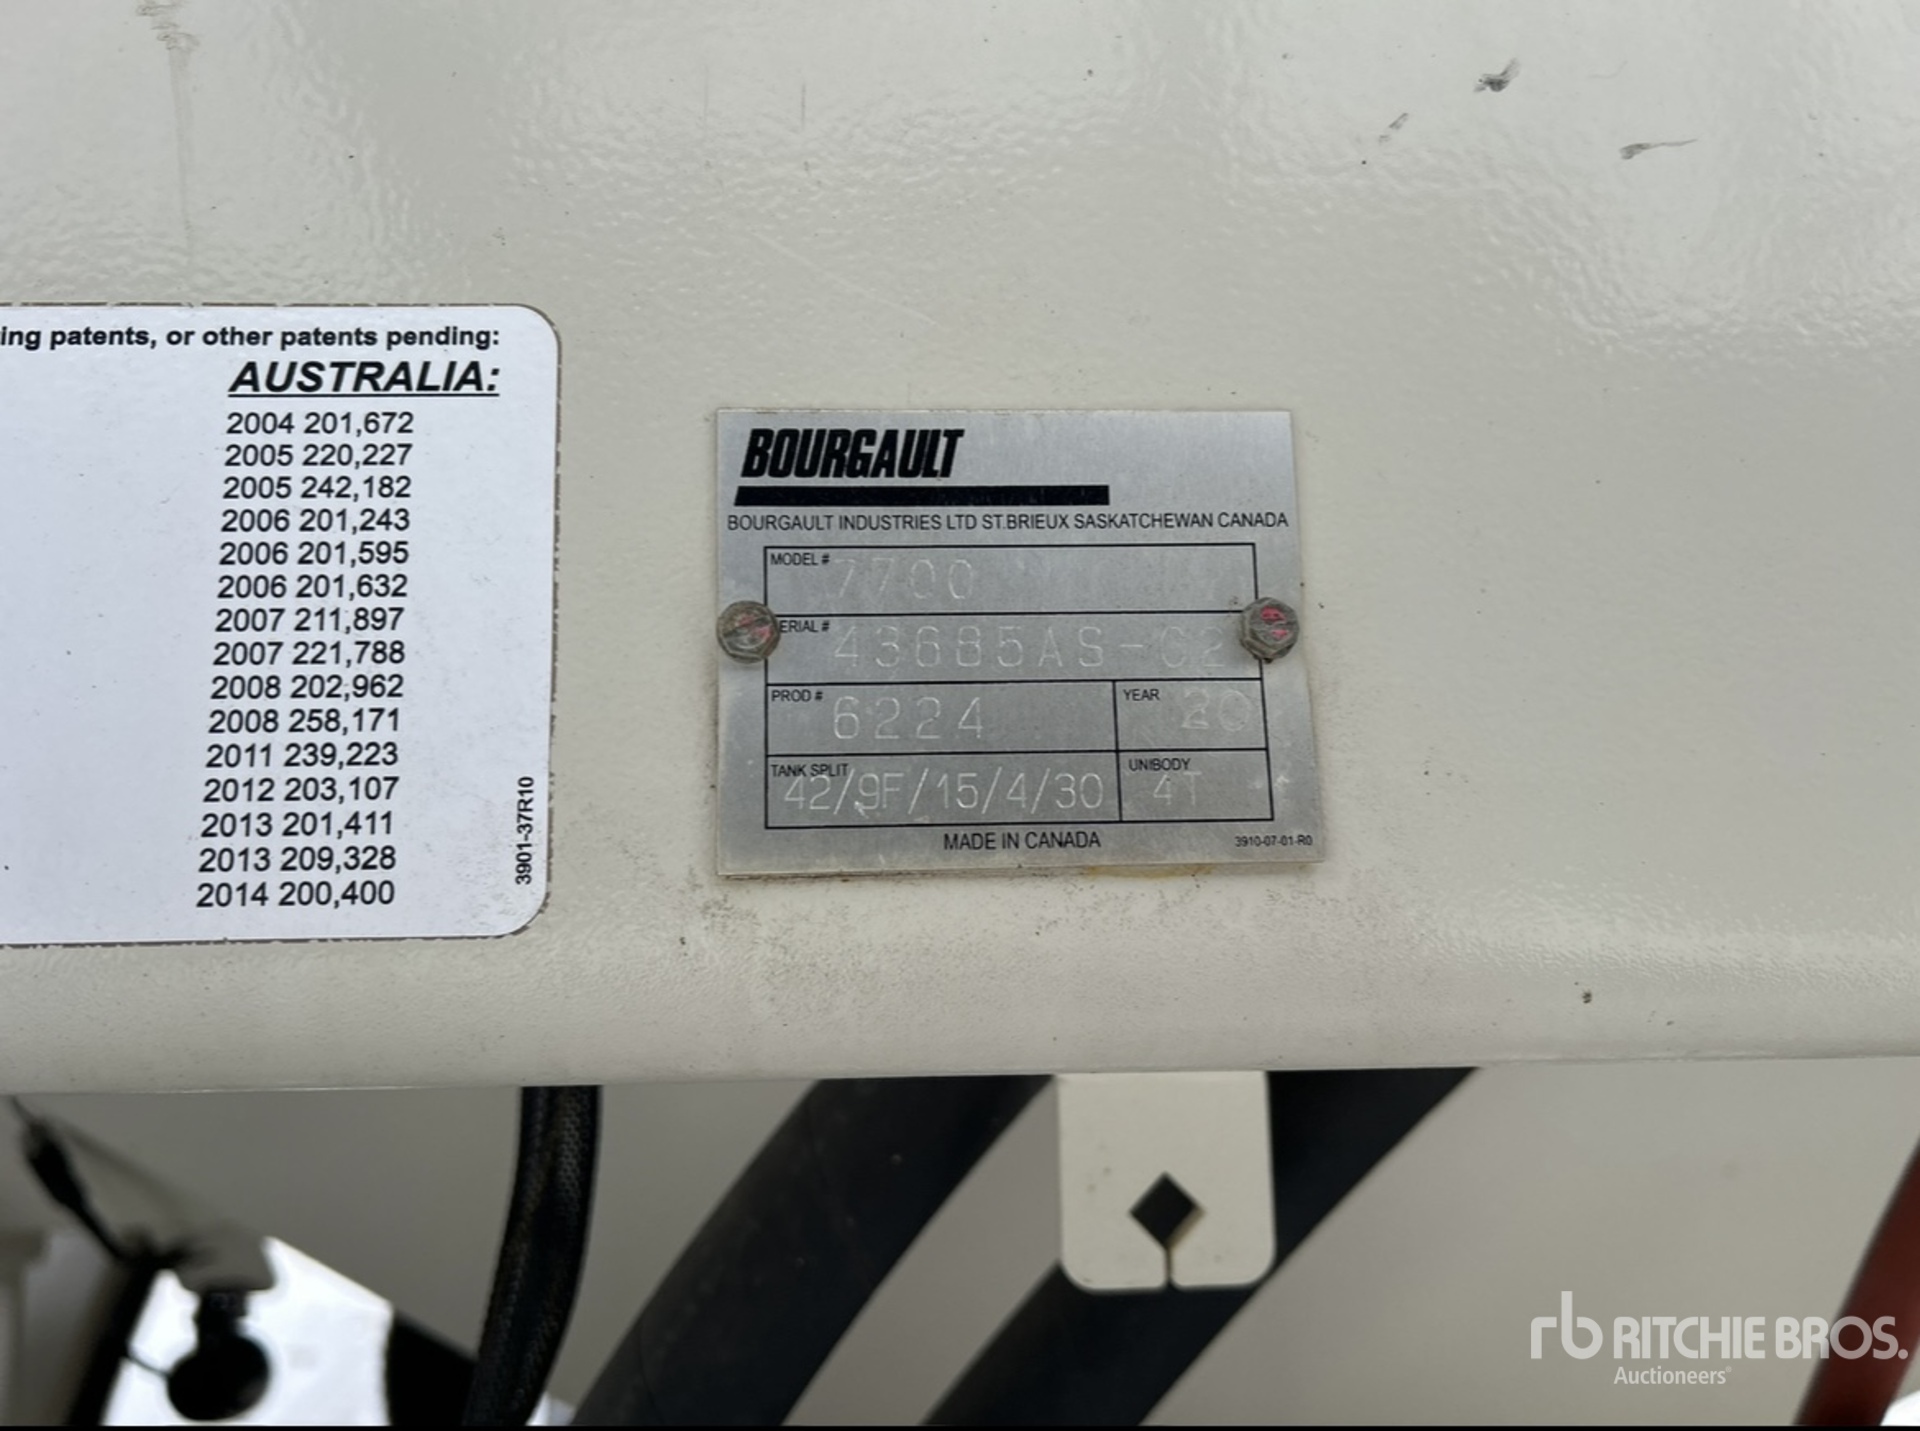 ing patents, or other patents pending:
AUSTRALIA:
2004 201,672
2005 220,227
2005 242,182
2006 201,243
2006 201,595
2006 201,632
2007 211,897
2007 221,788
2008 202,962
2008 258,171
2011 239,223
2012 203,107
2013 201,411
2013 209,328
2014 200,400
3901-37R10
BOURGAULT
BOURGAULT INDUSTRIES LTD ST.BRIEUX SASKATCHEWAN CANADA
MODEL # 7700
ERIAL # 43685AS-C2
PROD # 6224 YEAR 20
TANK SPLIT 42/9F/15/4/30 UNIBODY 4T
MADE IN CANADA 3910-07-01-R0
rb RITCHIE BROS.
Auctioneers